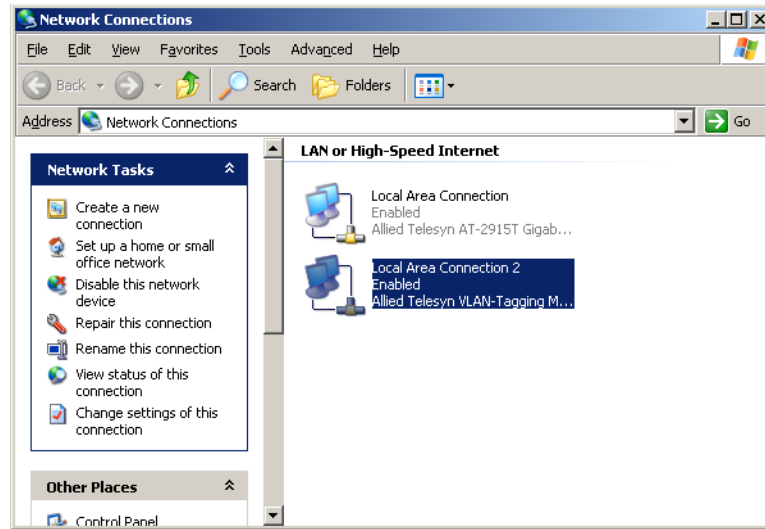 Network Connections
File Edit View Favorites Tools Advanced Help
Back Search Folders
Address Network Connections Go
Network Tasks
Create a new
connection
Set up a home or small
office network
Disable this network
device
Repair this connection
Rename this connection
View status of this
connection
Change settings of this
connection
Other Places
Control Panel
LAN or High-Speed Internet
Local Area Connection
Enabled
Allied Telesyn AT-2915T Gigab...
Local Area Connection 2
Enabled
Allied Telesyn VLAN-Tagging M...